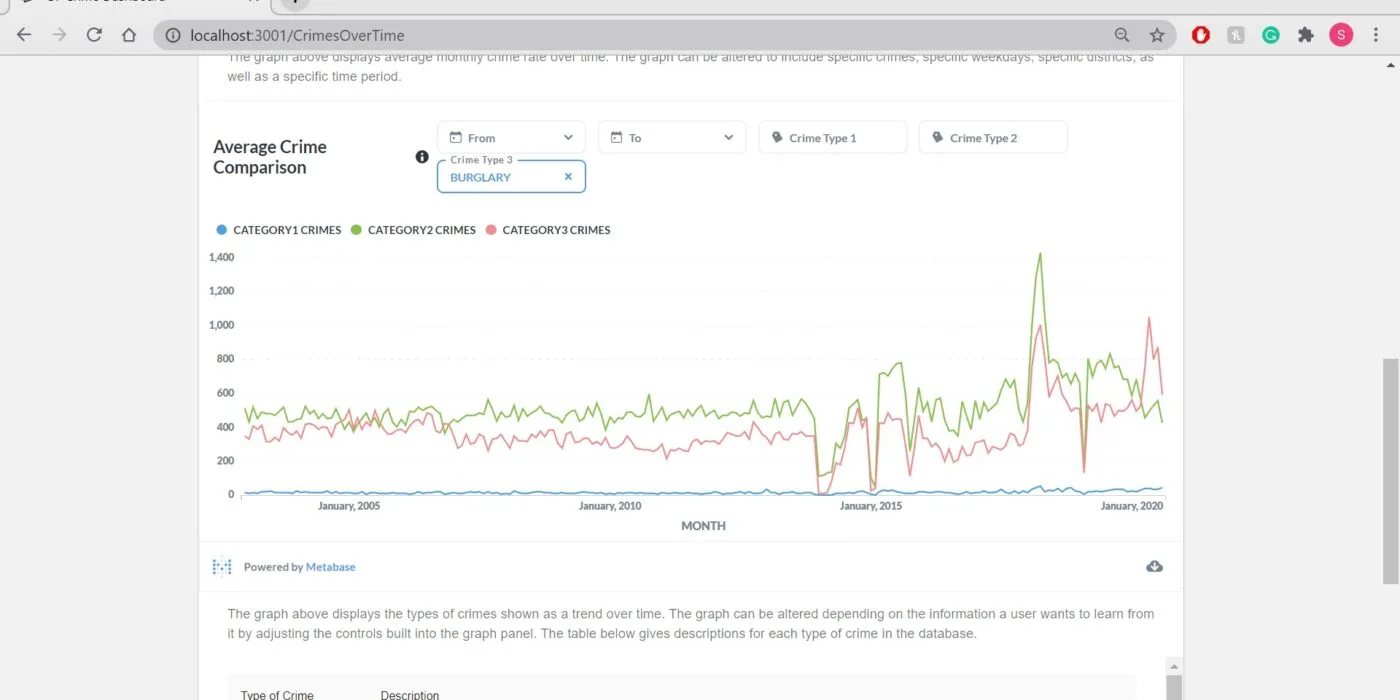 localhost:3001/CrimesOverTime
S
The graph above displays average monthly crime rate over time. The graph can be altered to include specific crimes, specific weekdays, specific districts, as
well as a specific time period.
Average Crime
Comparison
From
To
Crime Type 1
Crime Type 2
Crime Type 3
BURGLARY
CATEGORY1 CRIMES CATEGORY2 CRIMES CATEGORY3 CRIMES
1,400
1,200
1,000
800
600
400
200
0
January, 2005 January, 2010 January, 2015 January, 2020
MONTH
Powered by Metabase
The graph above displays the types of crimes shown as a trend over time. The graph can be altered depending on the information a user wants to learn from
it by adjusting the controls built into the graph panel. The table below gives descriptions for each type of crime in the database.
Type of Crime Description